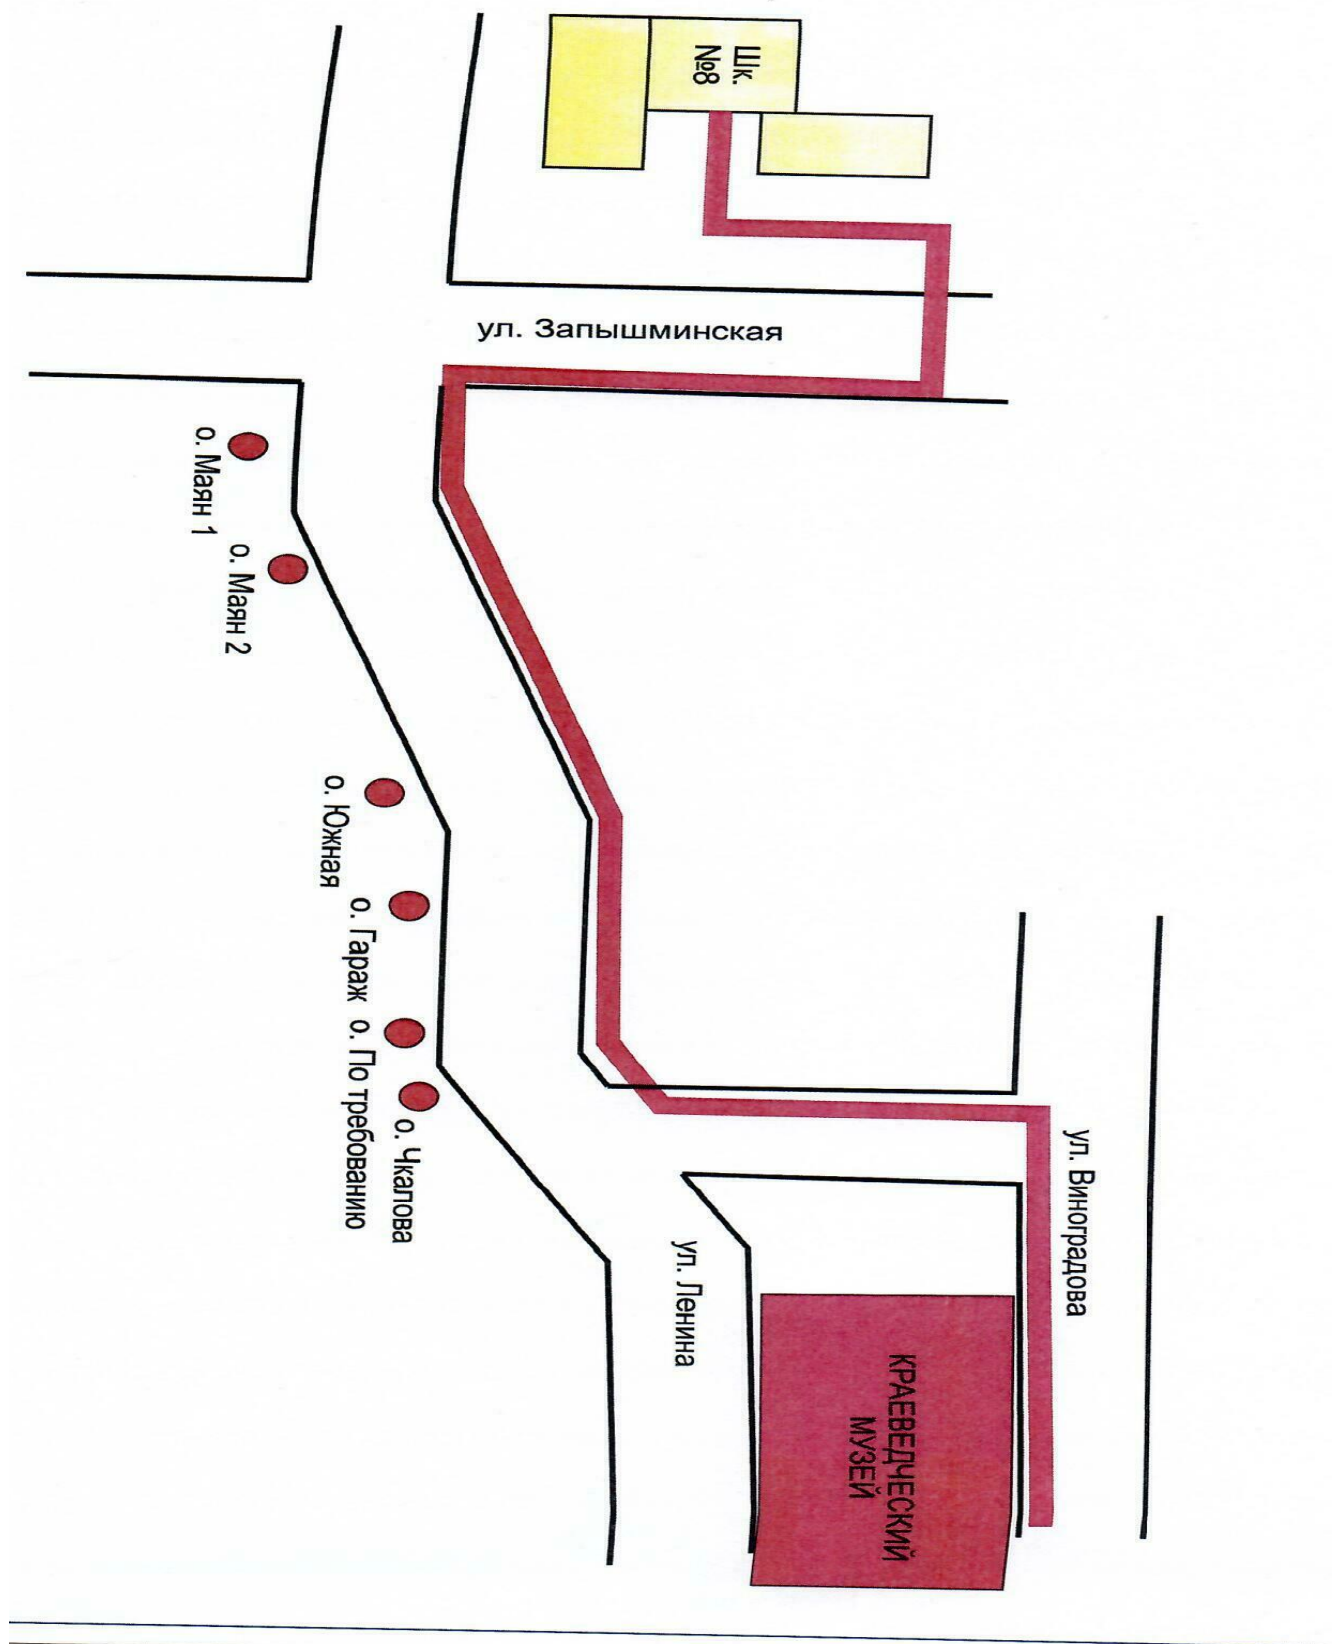 Шк.
№8
ул. Запышминская
о. Маян 1
о. Маян 2
о. Южная
о. Гараж
о. По требованию
о. Чкалова
ул. Виноградова
ул. Ленина
КРАЕВЕДЧЕСКИЙ
МУЗЕЙ